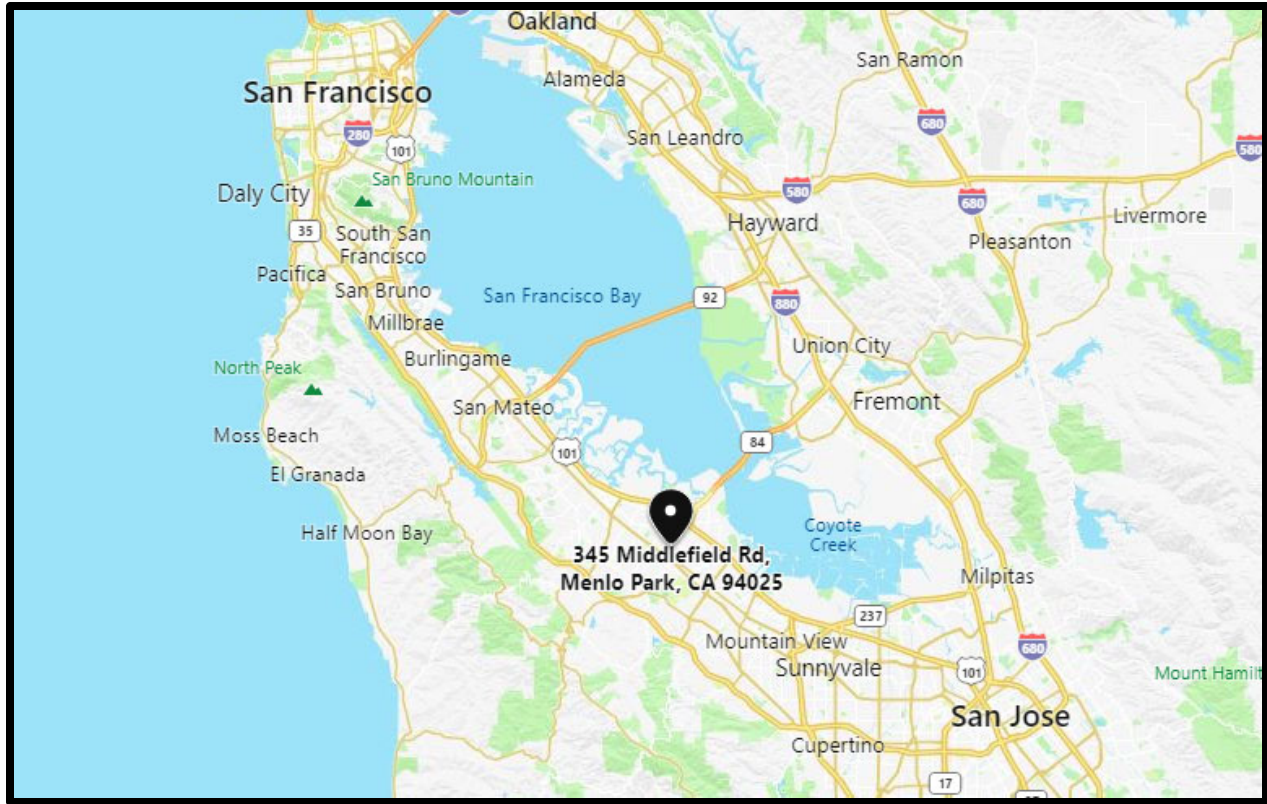 Oakland
San Ramon
Alameda
San Francisco
680
280
San Leandro
580
101
San Bruno Mountain
Daly City
580
680
Livermore
35
South San
Francisco
Hayward
Pleasanton
Pacifica
San Bruno
San Francisco Bay
92
880
Millbrae
Union City
Burlingame
North Peak
San Mateo
Fremont
Moss Beach
84
101
El Granada
Half Moon Bay
Coyote
Creek
345 Middlefield Rd,
Menlo Park, CA 94025
Milpitas
237
Mountain View
Sunnyvale
680
101
Mount Hamilt
San Jose
Cupertino
17